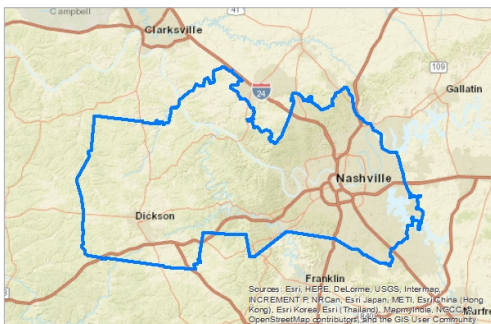 Campbell
41
Clarksville
109
24
Gallatin
Nashville
Dickson
Franklin
Sources: Esri, HERE, DeLorme, USGS, Intermap,
INCREMENT P, NRCan, Esri Japan, METI, Esri China (Hong
Kong), Esri Korea, Esri (Thailand), MapmyIndia, NGCC, ©
OpenStreetMap contributors, and the GIS User Community